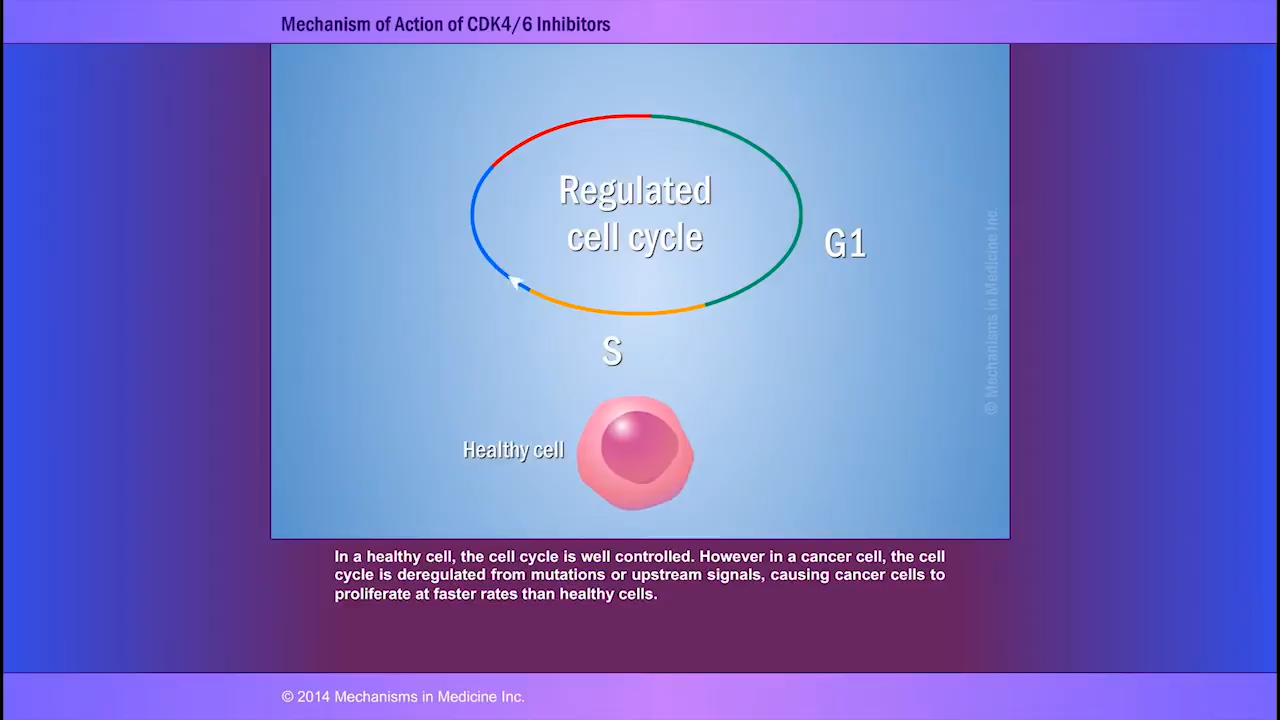 Mechanism of Action of CDK4/6 Inhibitors
Regulated
cell cycle
G1
S
Healthy cell
© Mechanisms in Medicine Inc.
In a healthy cell, the cell cycle is well controlled. However in a cancer cell, the cell
cycle is deregulated from mutations or upstream signals, causing cancer cells to
proliferate at faster rates than healthy cells.
© 2014 Mechanisms in Medicine Inc.